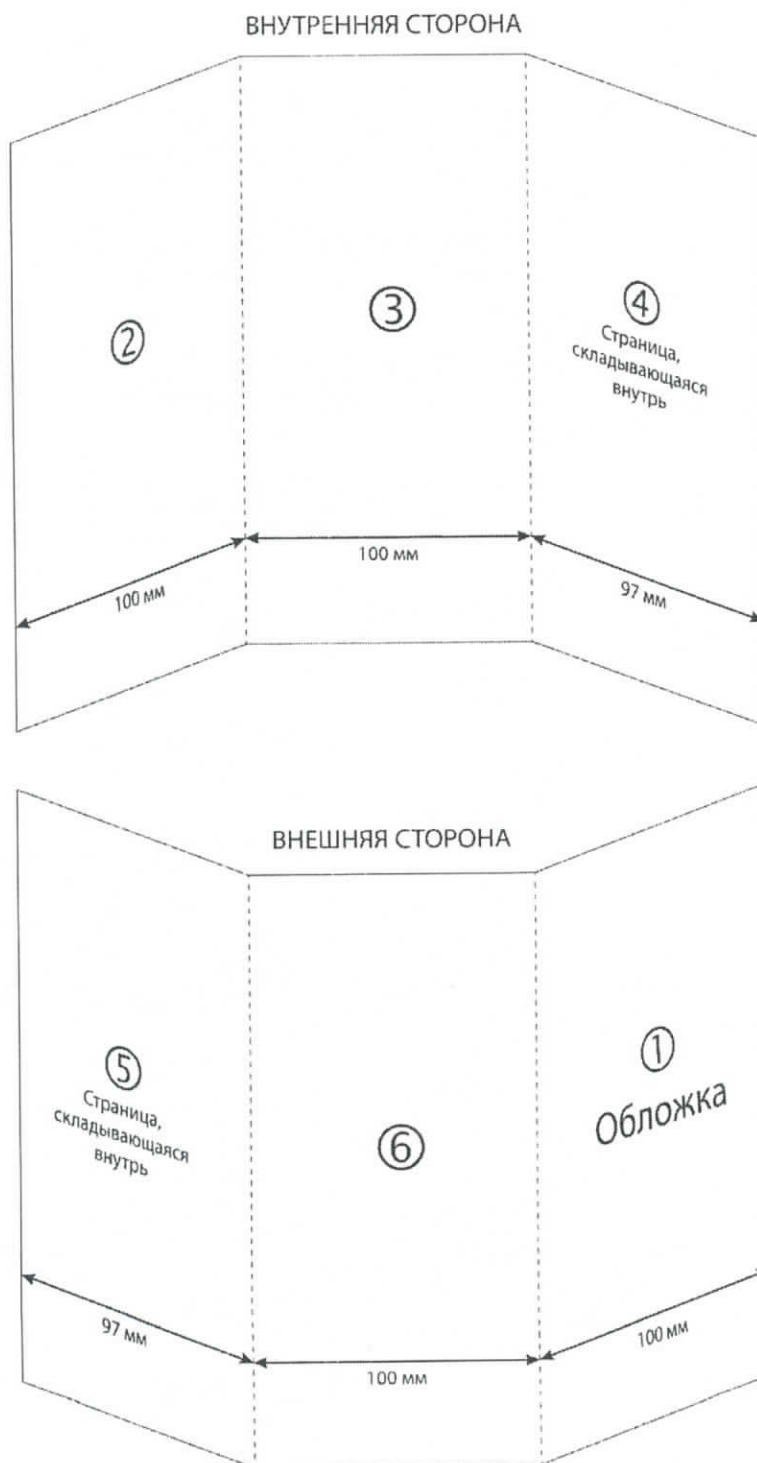 ВНУТРЕННЯЯ СТОРОНА
②
③
④
Страница,
складывающаяся
внутрь
100 мм
100 мм
97 мм
ВНЕШНЯЯ СТОРОНА
⑤
Страница,
складывающаяся
внутрь
⑥
①
Обложка
97 мм
100 мм
100 мм